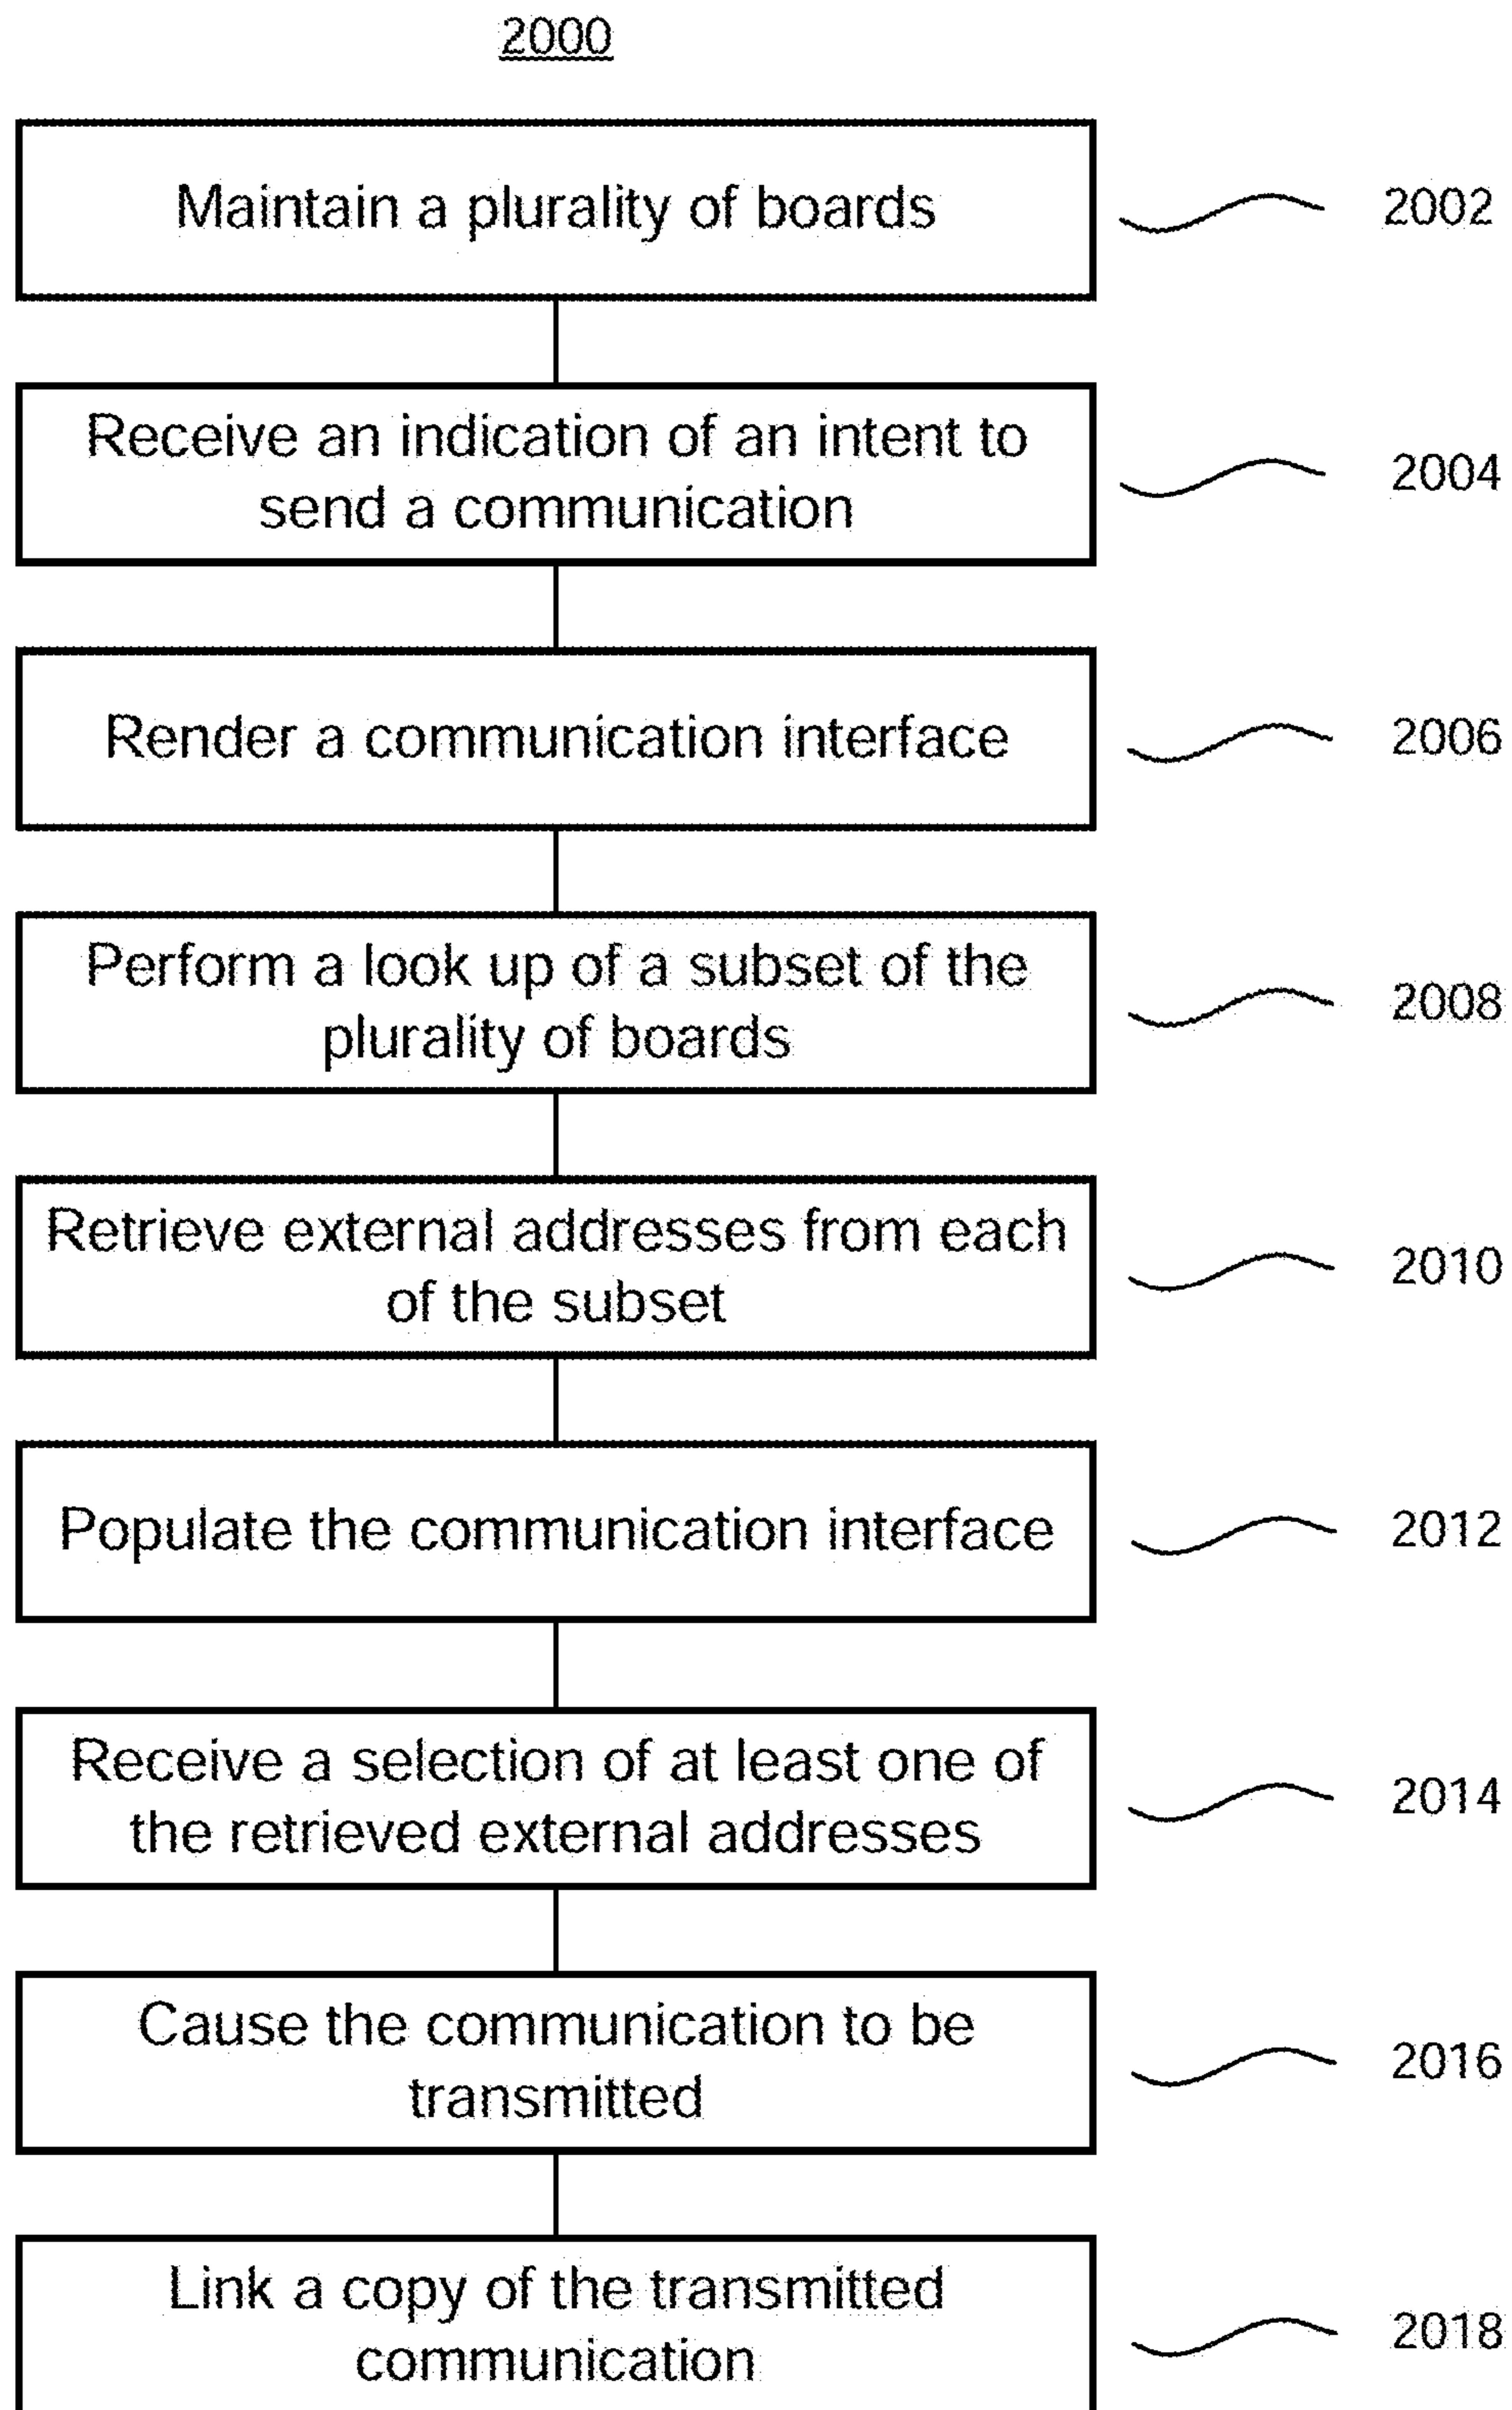 2000
Maintain a plurality of boards
2002
Receive an indication of an intent to
send a communication
2004
Render a communication interface
2006
Perform a look up of a subset of the
plurality of boards
2008
Retrieve external addresses from each
of the subset
2010
Populate the communication interface
2012
Receive a selection of at least one of
the retrieved external addresses
2014
Cause the communication to be
transmitted
2016
Link a copy of the transmitted
communication
2018